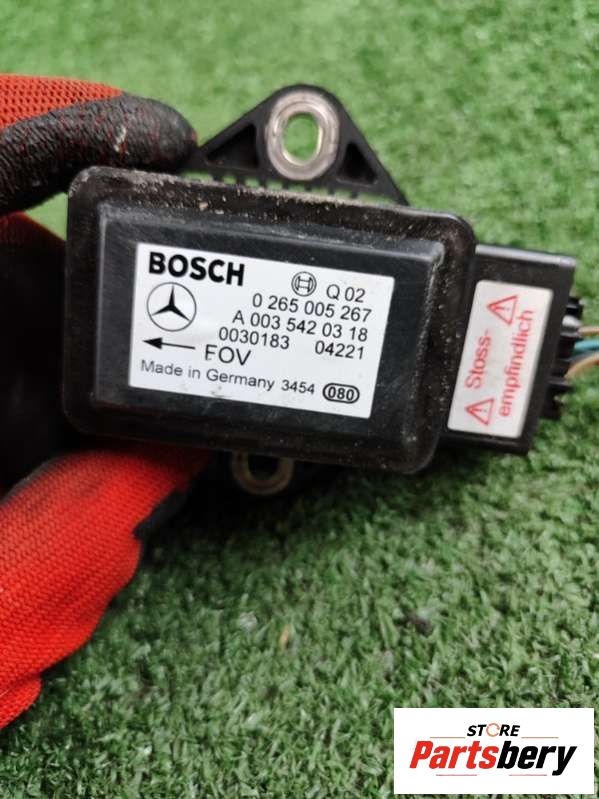 BOSCH
Q 02
0 265 005 267
A 003 542 03 18
0030183 04221
FOV
Made in Germany 3454 080
Stoss-
empfindlich
STORE
Partsbery